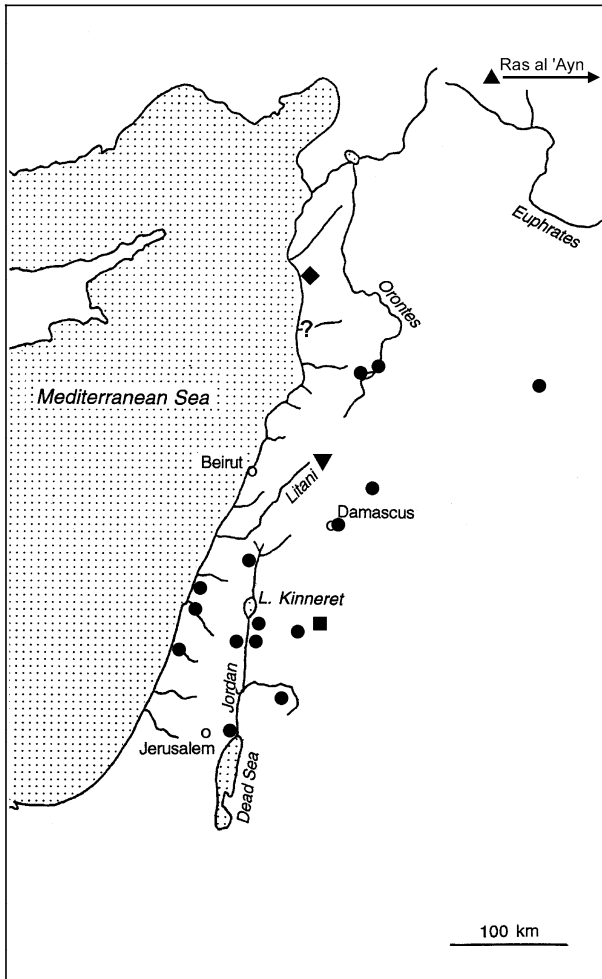 Ras al 'Ayn
Euphrates
Orontes
?
Mediterranean Sea
Beirut
Litani
Damascus
L. Kinneret
Jordan
Jerusalem
Dead Sea
100 km